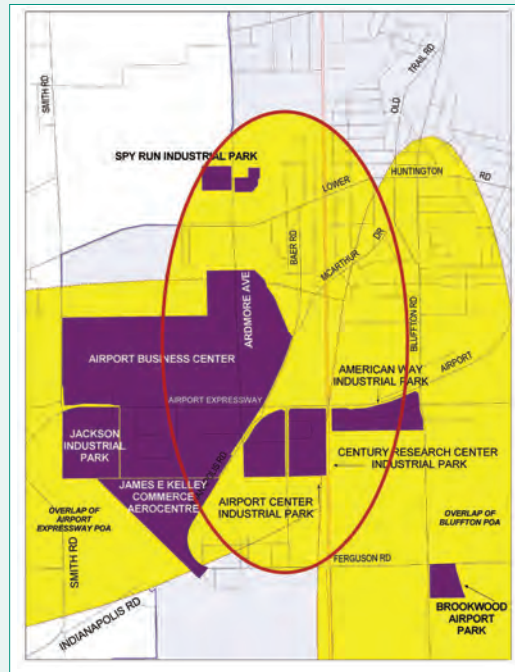 SMITH RD
TRAIL RD
OLD
SPY RUN INDUSTRIAL PARK
HUNTINGTON
RD
LOWER
BAER RD
MCARTHUR
DR
ARDMORE AVE
BLUFFTON RD
AIRPORT BUSINESS CENTER
AMERICAN WAY
INDUSTRIAL PARK
AIRPORT
AIRPORT EXPRESSWAY
JACKSON
INDUSTRIAL
PARK
CENTURY RESEARCH CENTER
INDUSTRIAL PARK
JAMES E KELLEY
COMMERCE
AEROCENTRE
AIRPORT CENTER
INDUSTRIAL PARK
OVERLAP OF
AIRPORT
EXPRESSWAY POA
OVERLAP OF
BLUFFTON POA
SMITH RD
FERGUSON RD
INDIANAPOLIS RD
BROOKWOOD
AIRPORT
PARK